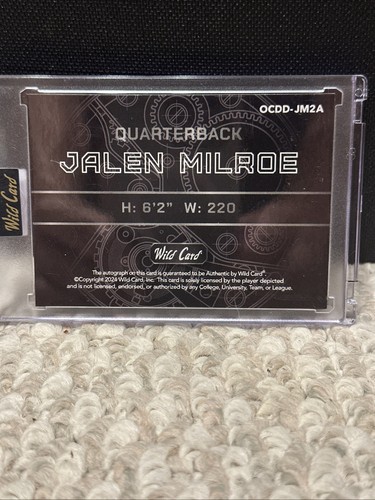 OCDD-JM2A
QUARTERBACK
JALEN MILROE
H: 6'2" W: 220
Wild Card
Wild Card
The autograph on this card is guaranteed to be Authentic by Wild Card®.
©Copyright 2024 Wild Card, Inc. This card is solely licensed by the player depicted
and is not licensed, endorsed, or authorized by any College, University, Team, or League.